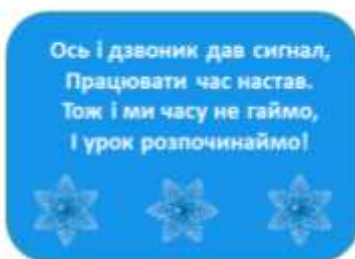 Ось і дзвоник дав сигнал,
Працювати час настав.
Тож і ми часу не гаймо,
І урок розпочинаймо!